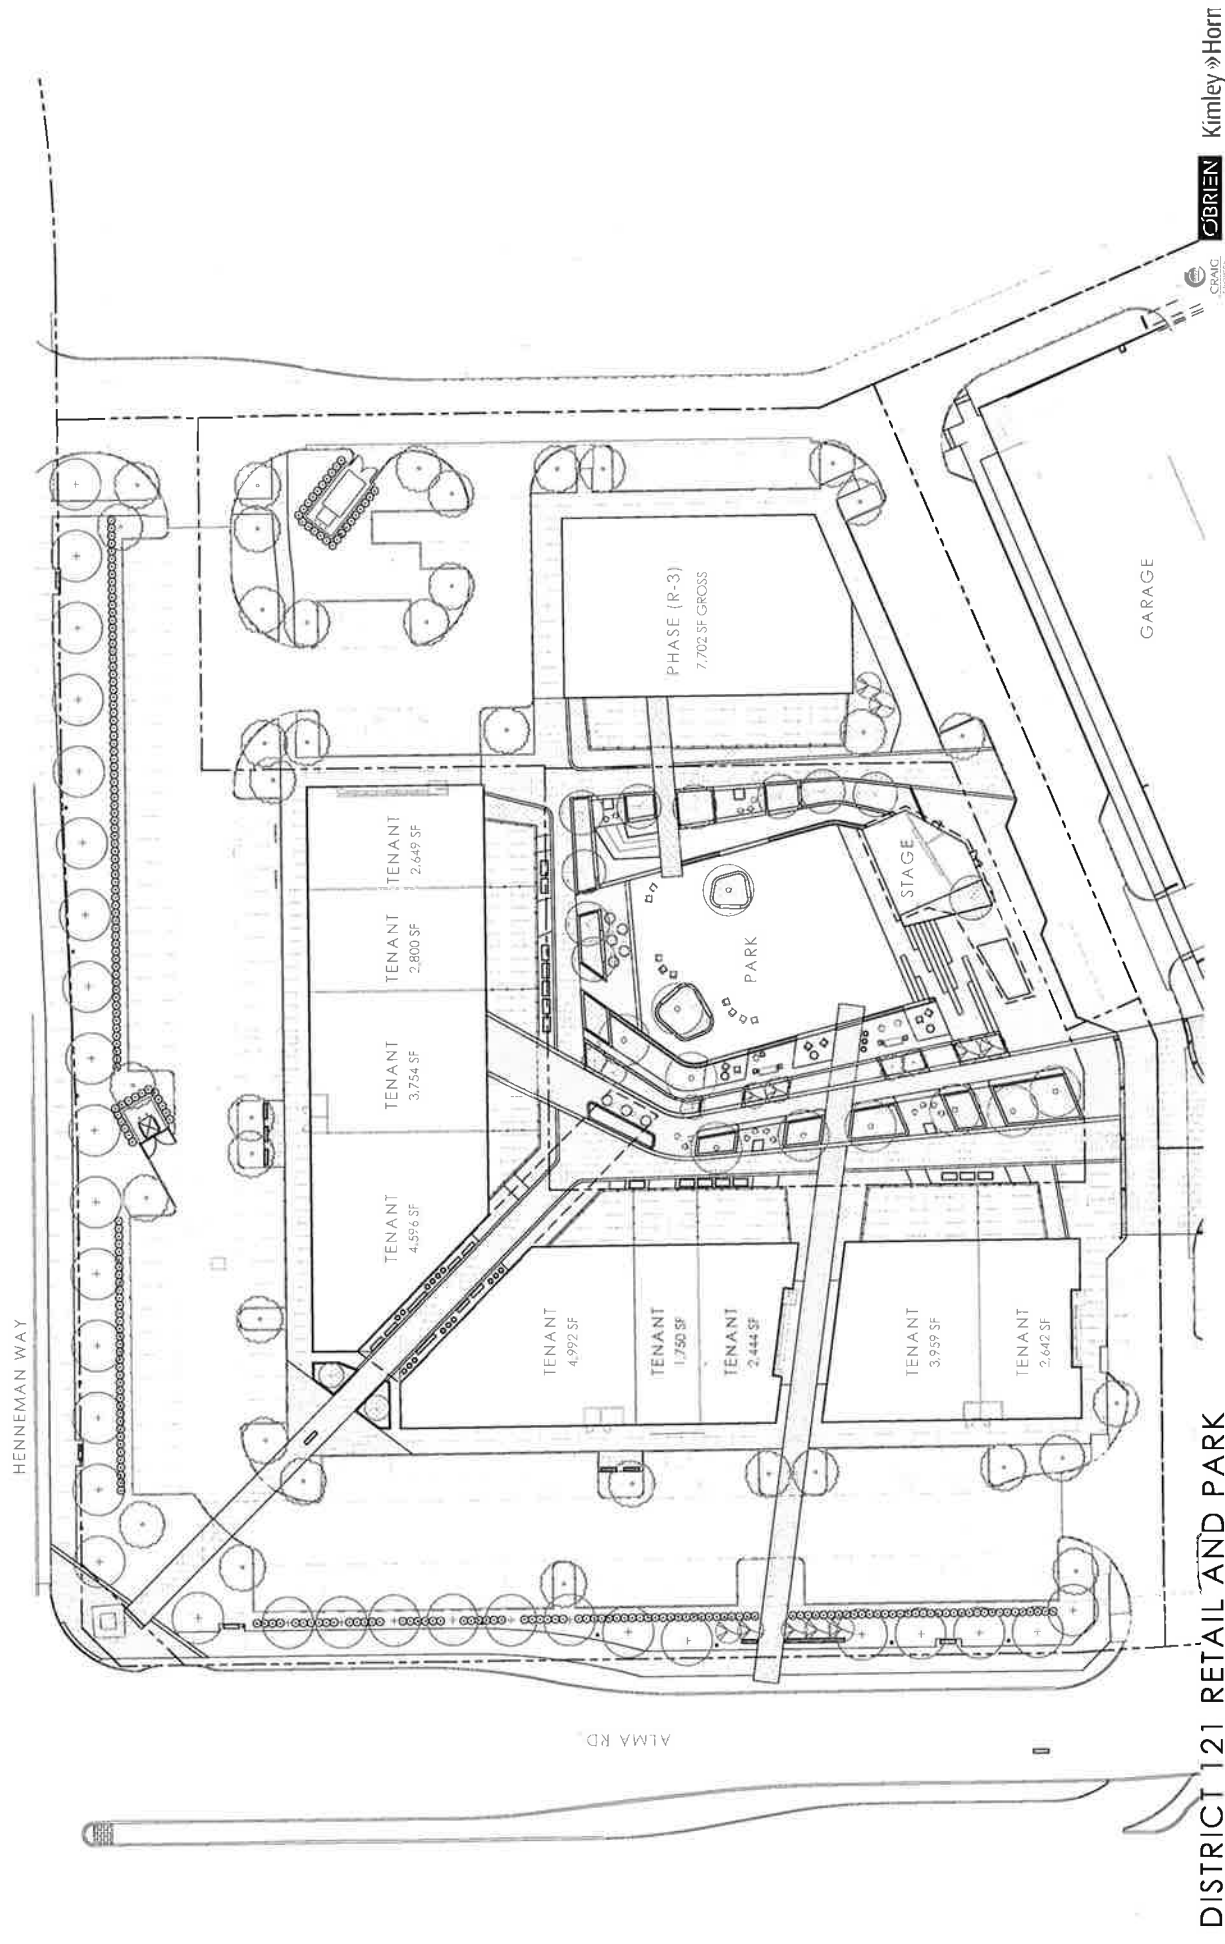 HENNEMAN WAY
TENANT
2,649 SF
TENANT
2,800 SF
TENANT
3,754 SF
TENANT
4,596 SF
PHASE (R-3)
7,702 SF GROSS
GARAGE
STAGE
PARK
TENANT
4,992 SF
TENANT
1,750 SF
TENANT
2,444 SF
TENANT
3,959 SF
TENANT
2,642 SF
ALMA RD.
DISTRICT 121 RETAIL AND PARK
CRAIG
O'BRIEN
Kimley»Horn